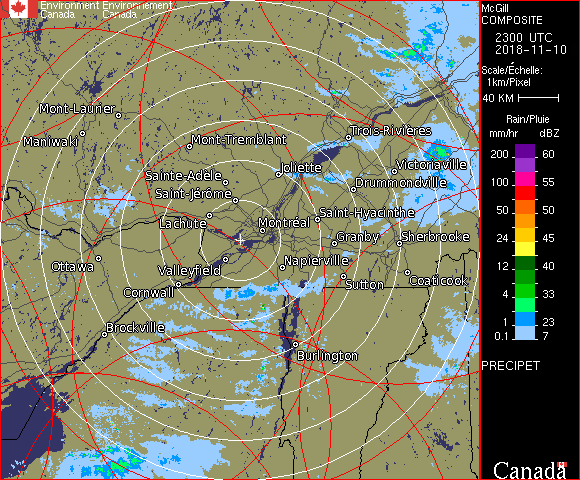 Environment Environnement
Canada Canada
McGill
COMPOSITE
2300 UTC
2018-11-10
Scale/Échelle:
1km/Pixel
40 KM
Rain/Pluie
mm/hr dBZ
200 60
100 55
50 50
24 45
12 40
4 33
1 23
0.1 7
PRECIPET
Canada
Mont-Laurier
Maniwaki
Mont-Tremblant
Trois-Rivières
Sainte-Adèle
Joliette
Victoriaville
Saint-Jérôme
Drummondville
Lachute
Montréal
Saint-Hyacinthe
Granby
Sherbrooke
Ottawa
Valleyfield
Napierville
Cornwall
Sutton
Coaticook
Brockville
Burlington